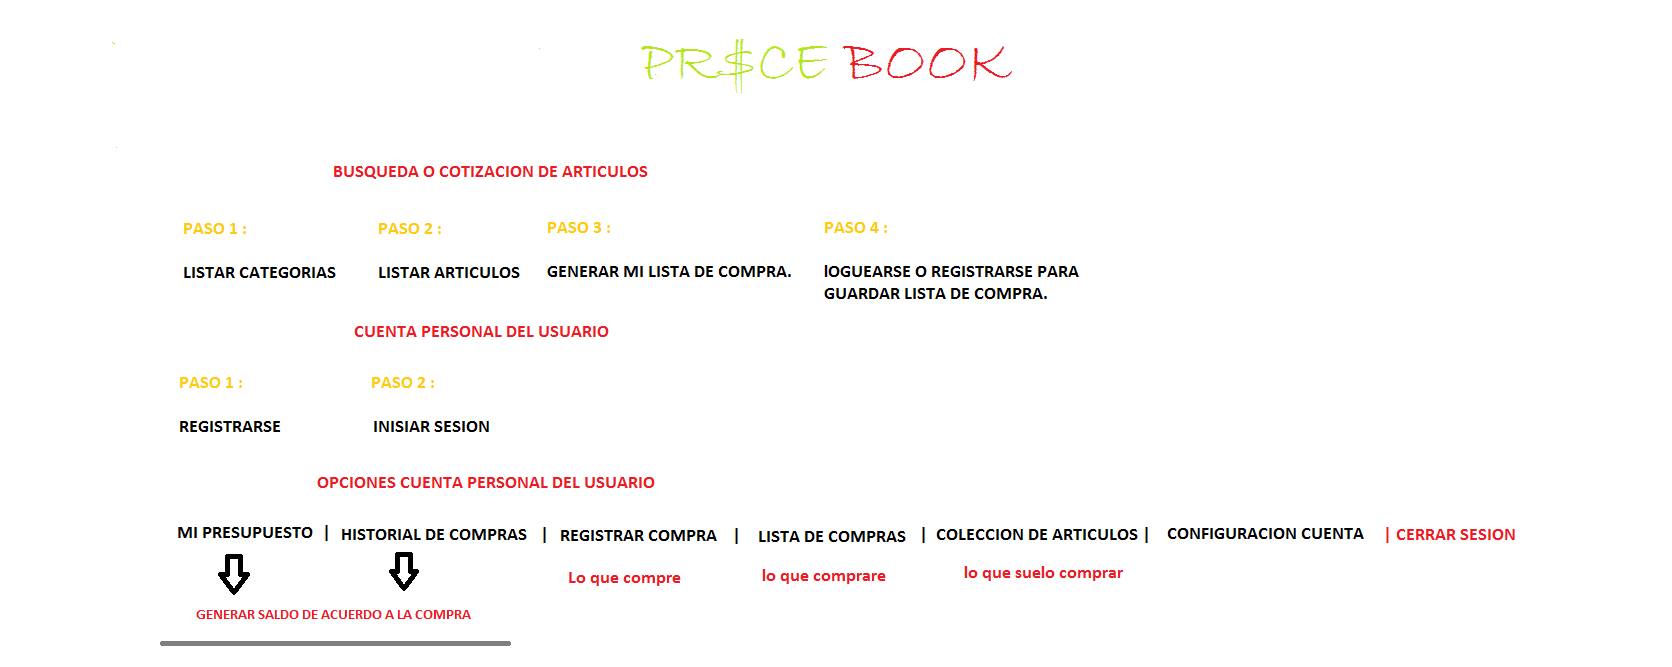 PR$CE BOOK
BUSQUEDA O COTIZACION DE ARTICULOS
PASO 1 :
PASO 2 :
PASO 3 :
PASO 4 :
LISTAR CATEGORIAS
LISTAR ARTICULOS
GENERAR MI LISTA DE COMPRA.
lOGUEARSE O REGISTRARSE PARA
GUARDAR LISTA DE COMPRA.
CUENTA PERSONAL DEL USUARIO
PASO 1 :
PASO 2 :
REGISTRARSE
INISIAR SESION
OPCIONES CUENTA PERSONAL DEL USUARIO
MI PRESUPUESTO | HISTORIAL DE COMPRAS | REGISTRAR COMPRA | LISTA DE COMPRAS | COLECCION DE ARTICULOS | CONFIGURACION CUENTA | CERRAR SESION
Lo que compre
lo que comprare
lo que suelo comprar
GENERAR SALDO DE ACUERDO A LA COMPRA